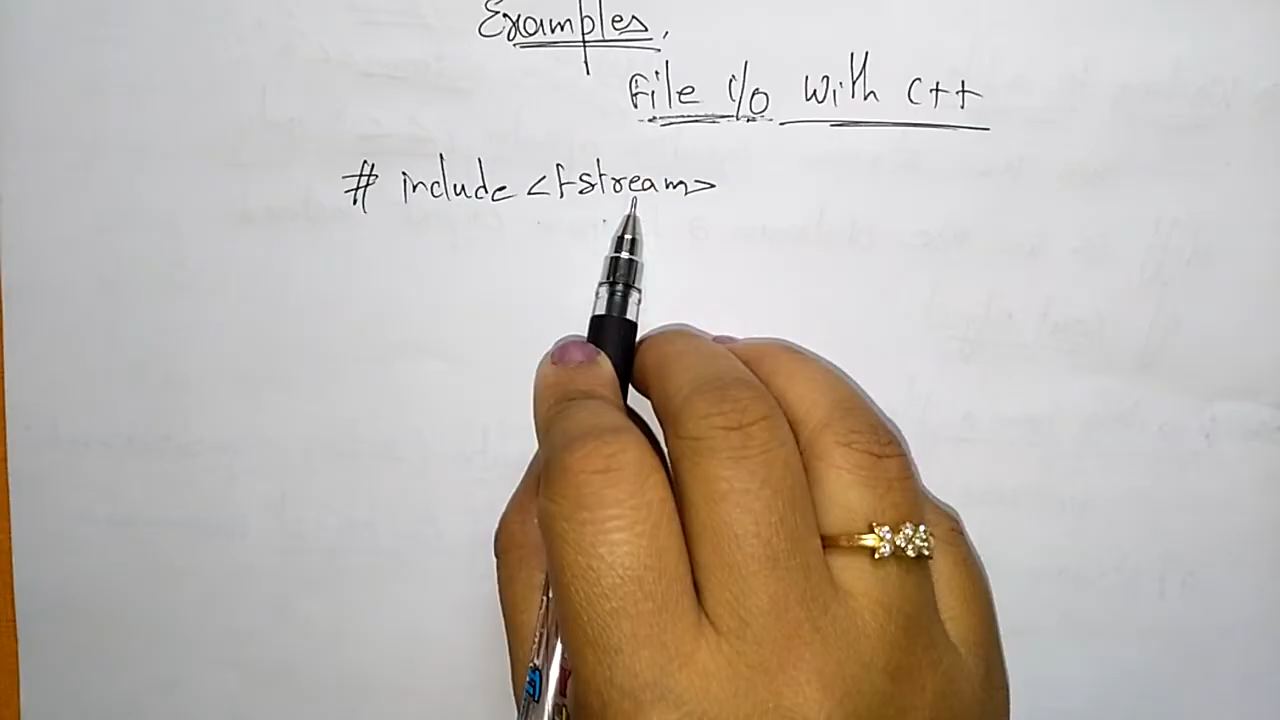 Examples.
File i/o with c++
# include <fstream>